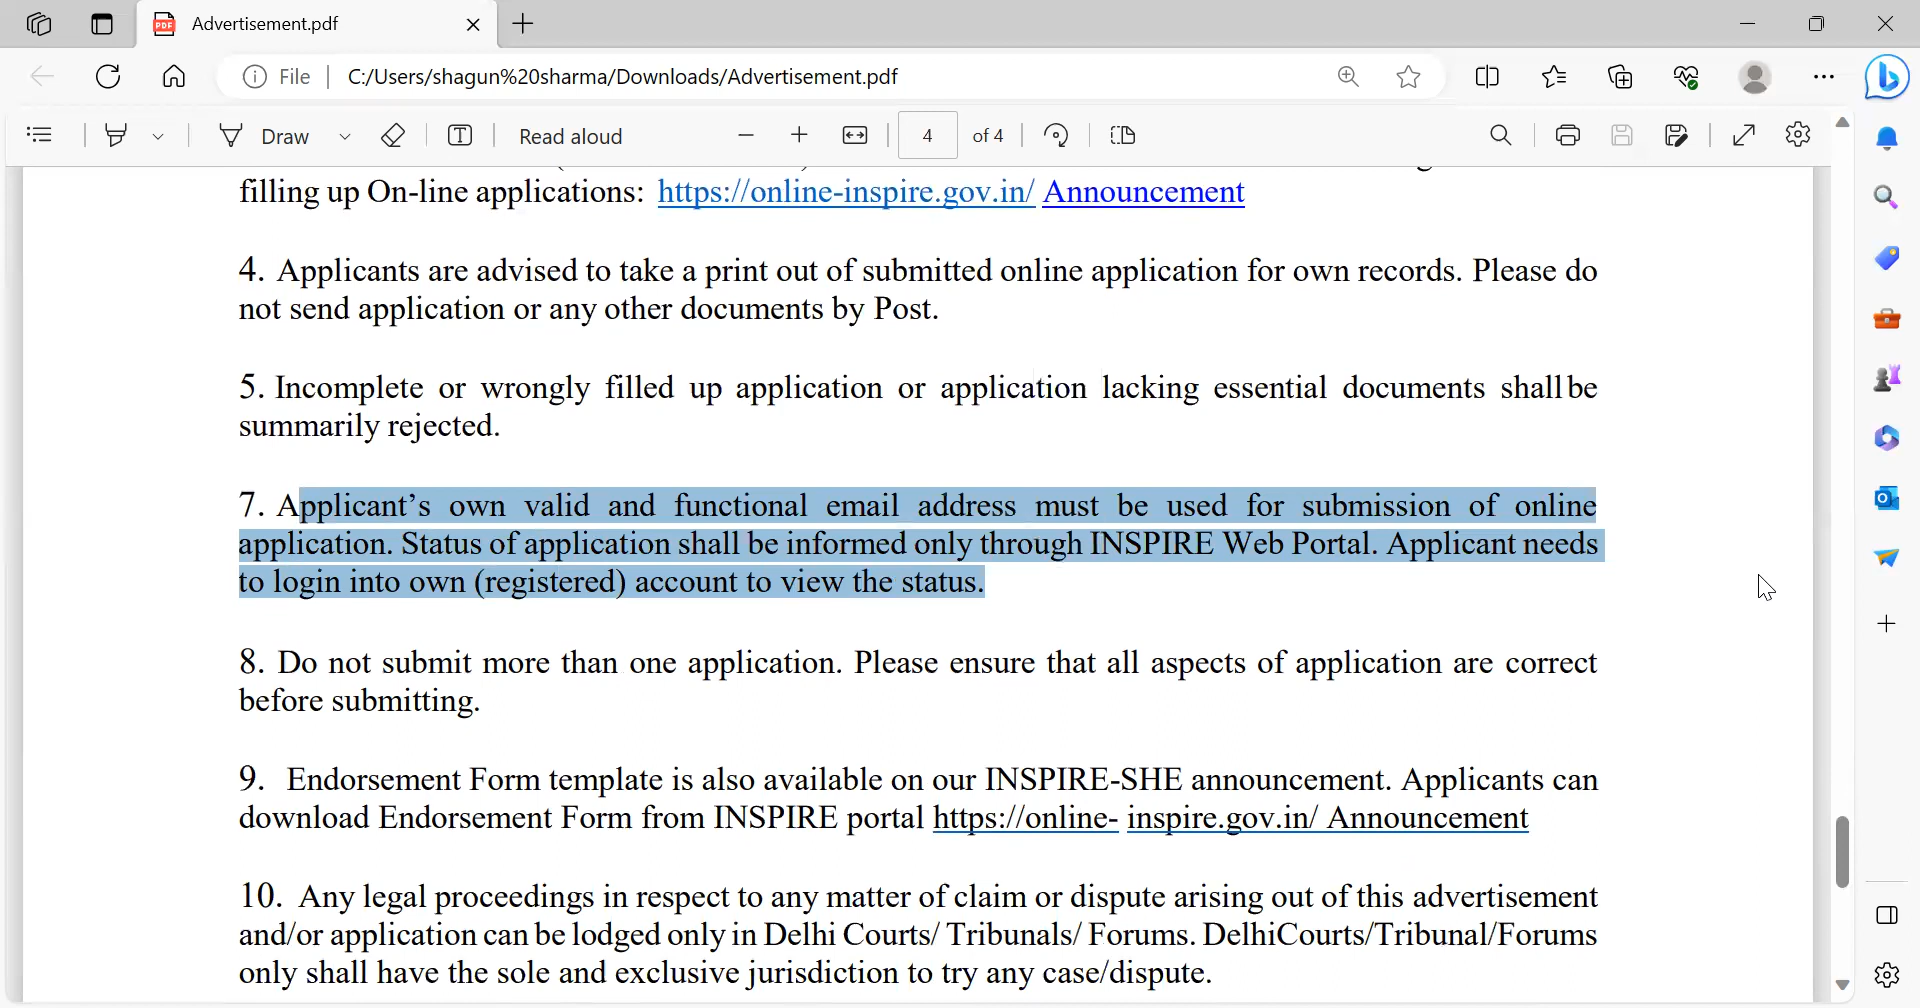 Advertisement.pdf
File
C:/Users/shagun%20sharma/Downloads/Advertisement.pdf
Draw
Read aloud
4 of 4
filling up On-line applications: https://online-inspire.gov.in/ Announcement
4. Applicants are advised to take a print out of submitted online application for own records. Please do
not send application or any other documents by Post.
5. Incomplete or wrongly filled up application or application lacking essential documents shall be
summarily rejected.
7. Applicant’s own valid and functional email address must be used for submission of online
application. Status of application shall be informed only through INSPIRE Web Portal. Applicant needs
to login into own (registered) account to view the status.
8. Do not submit more than one application. Please ensure that all aspects of application are correct
before submitting.
9. Endorsement Form template is also available on our INSPIRE-SHE announcement. Applicants can
download Endorsement Form from INSPIRE portal https://online- inspire.gov.in/ Announcement
10. Any legal proceedings in respect to any matter of claim or dispute arising out of this advertisement
and/or application can be lodged only in Delhi Courts/ Tribunals/ Forums. DelhiCourts/Tribunal/Forums
only shall have the sole and exclusive jurisdiction to try any case/dispute.